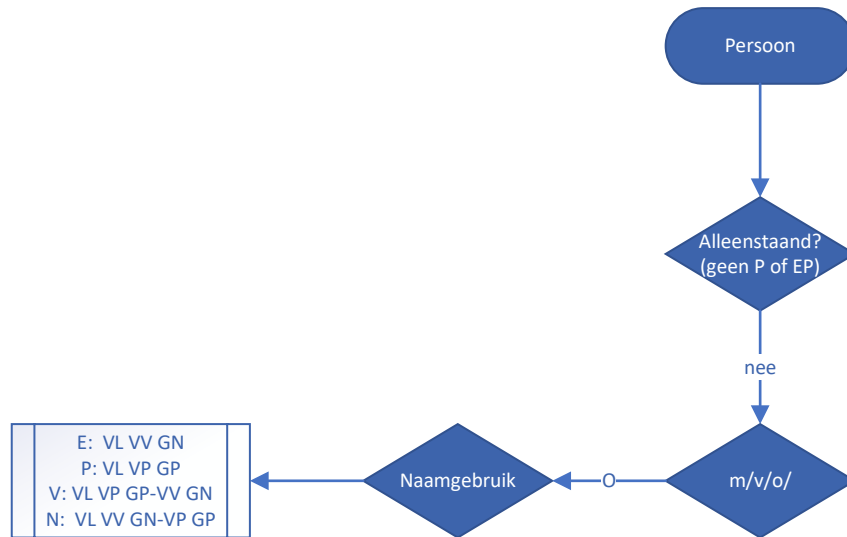 Persoon
Alleenstaand?
(geen P of EP)
nee
E: VL VV GN
P: VL VP GP
V: VL VP GP-VV GN
N: VL VV GN-VP GP
Naamgebruik
O
m/v/o/